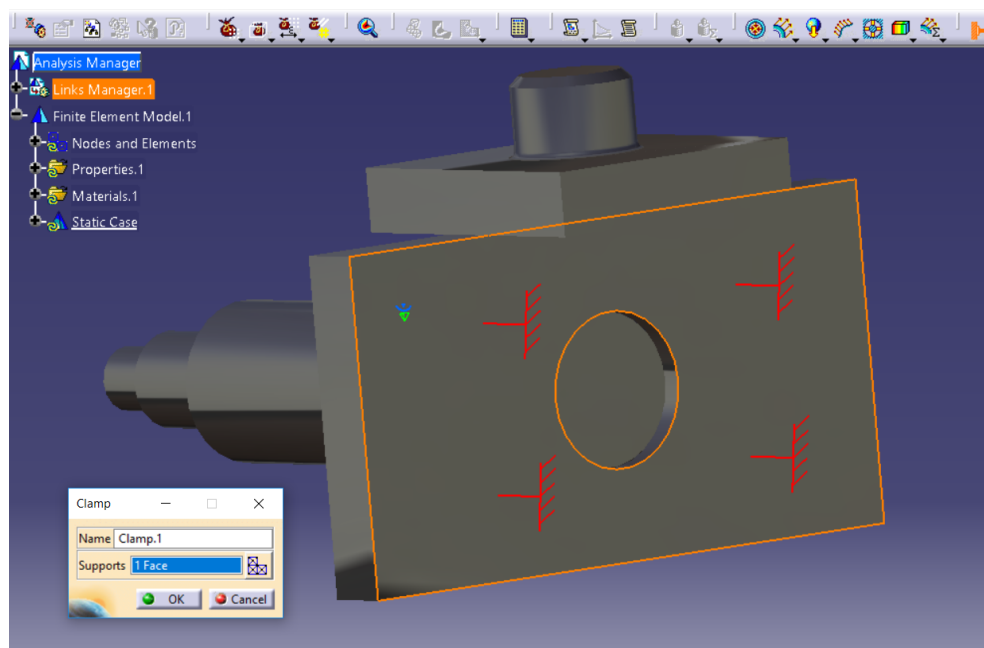 Analysis Manager
Links Manager.1
Finite Element Model.1
Nodes and Elements
Properties.1
Materials.1
Static Case
Clamp
Name Clamp.1
Supports 1 Face
OK Cancel